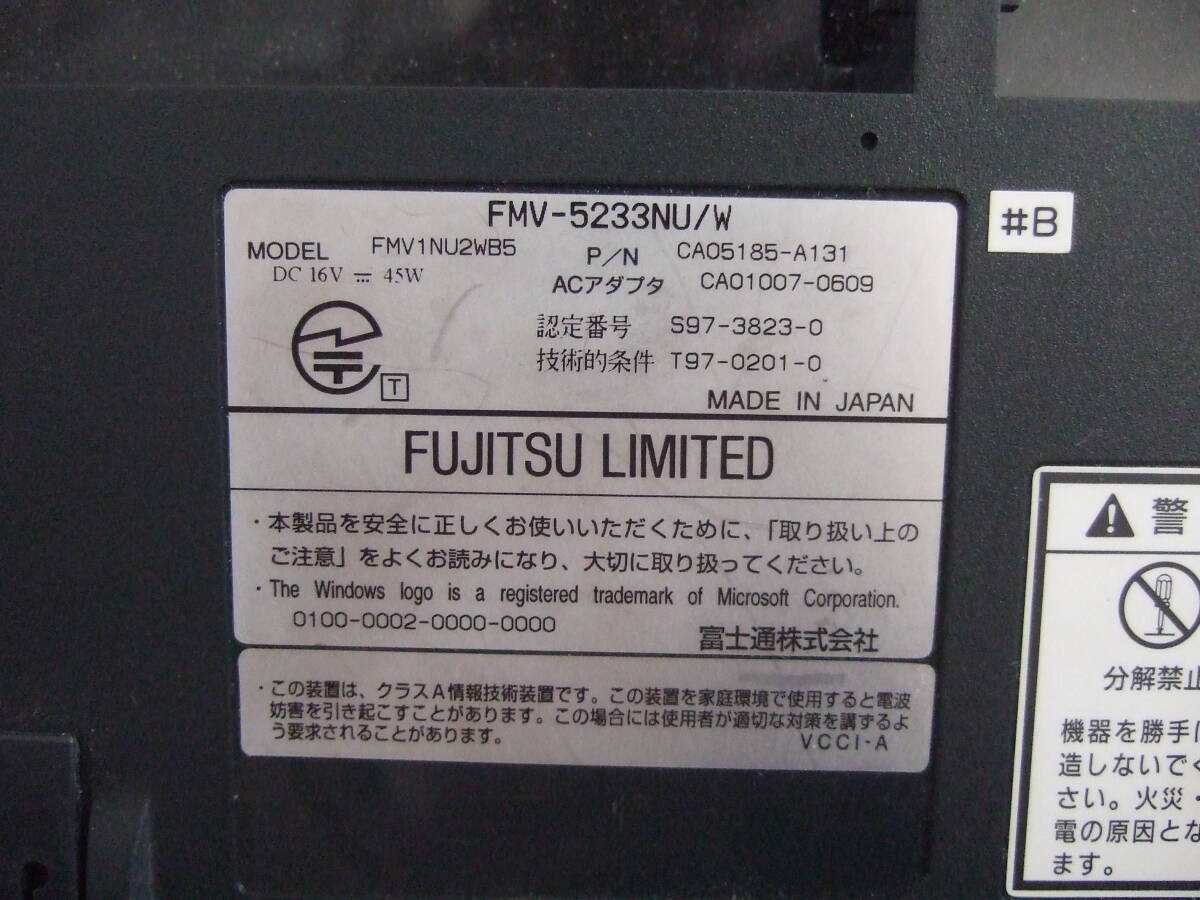 FMV-5233NU/W
#B
MODEL FMV1NU2WB5 P/N CA05185-A131
DC 16V ⎓ 45W ACアダプタ CA01007-0609
認定番号 S97-3823-0
技術的条件 T97-0201-0
T
MADE IN JAPAN
FUJITSU LIMITED
・本製品を安全に正しくお使いいただくために、「取り扱い上の
ご注意」をよくお読みになり、大切に取り扱ってください。
・The Windows logo is a registered trademark of Microsoft Corporation.
0100-0002-0000-0000
富士通株式会社
・この装置は、クラスA情報技術装置です。この装置を家庭環境で使用すると電波
妨害を引き起こすことがあります。この場合には使用者が適切な対策を講ずるよ
う要求されることがあります。
VCCI-A
警
分解禁止
機器を勝手に
造しないでく
さい。火災・
電の原因とな
ます。